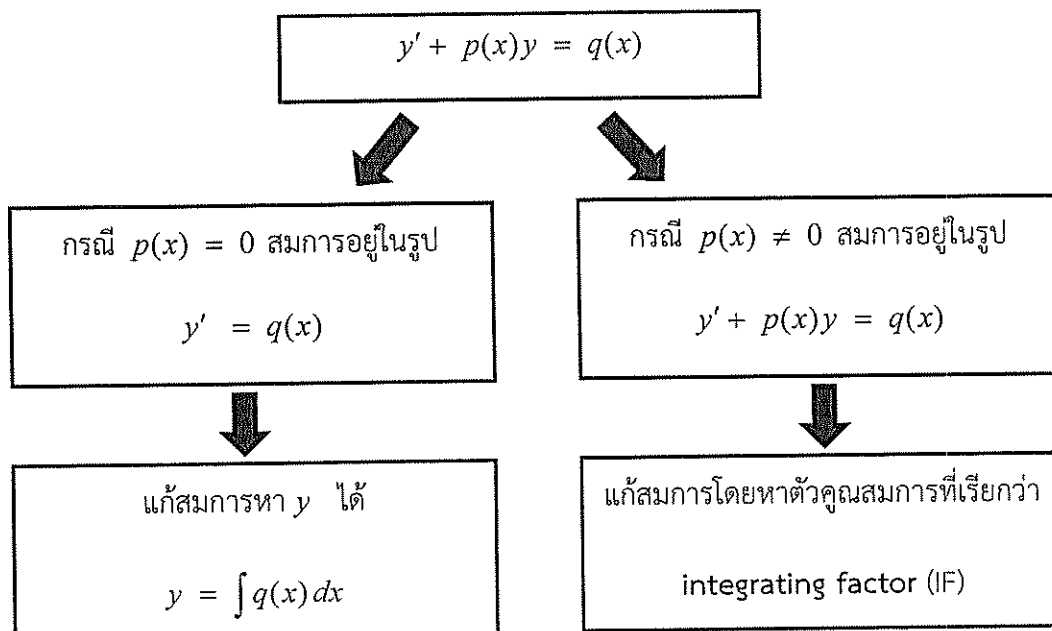 y′ + p(x)y = q(x)
กรณี p(x) = 0 สมการอยู่ในรูป
y′ = q(x)
กรณี p(x) ≠ 0 สมการอยู่ในรูป
y′ + p(x)y = q(x)
แก้สมการหา y ได้
y = ∫ q(x) dx
แก้สมการโดยหาตัวคูณสมการที่เรียกว่า
integrating factor (IF)